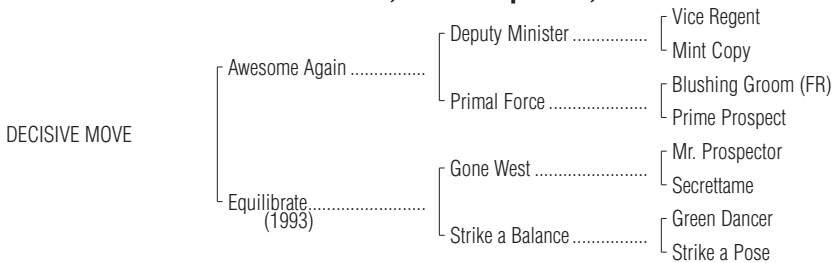 Vice Regent
Deputy Minister ................
Mint Copy
Awesome Again ................
Blushing Groom (FR)
Primal Force .....................
Prime Prospect
DECISIVE MOVE
Mr. Prospector
Gone West ........................
Secrettame
Equilibrate.........................
(1993)
Green Dancer
Strike a Balance ................
Strike a Pose